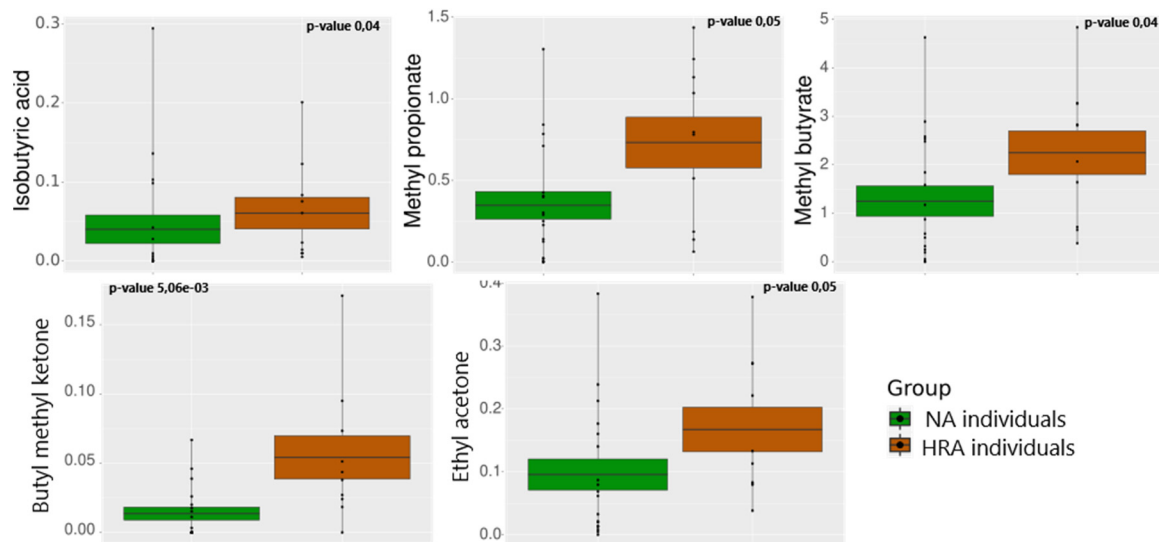 Isobutyric acid
0.3
0.2
0.1
0.0
p-value 0,04
Methyl propionate
1.5
1.0
0.5
0.0
p-value 0,05
Methyl butyrate
5
4
3
2
1
0
p-value 0,04
Butyl methyl ketone
0.15
0.10
0.05
0.00
p-value 5,06e-03
Ethyl acetone
0.4
0.3
0.2
0.1
0.0
p-value 0,05
Group
NA individuals
HRA individuals